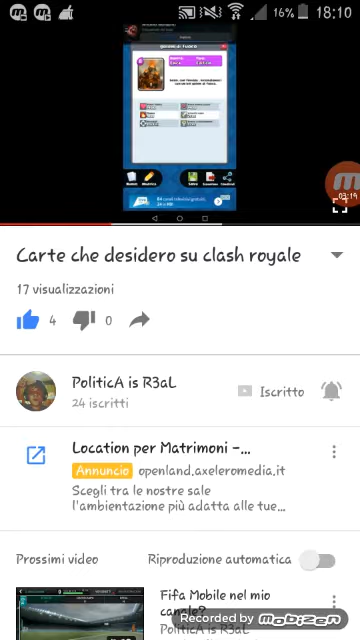 16% 18:10
03:19
Carte che desidero su clash royale
17 visualizzazioni
4 0
PoliticA is R3aL
24 iscritti
Iscritto
Location per Matrimoni -...
Annuncio openland.axeleromedia.it
Scegli tra le nostre sale
l'ambientazione più adatta alle tue...
Prossimi video Riproduzione automatica
Fifa Mobile nel mio
canale?
PoliticA is R3aL
Recorded by MOBIZEN